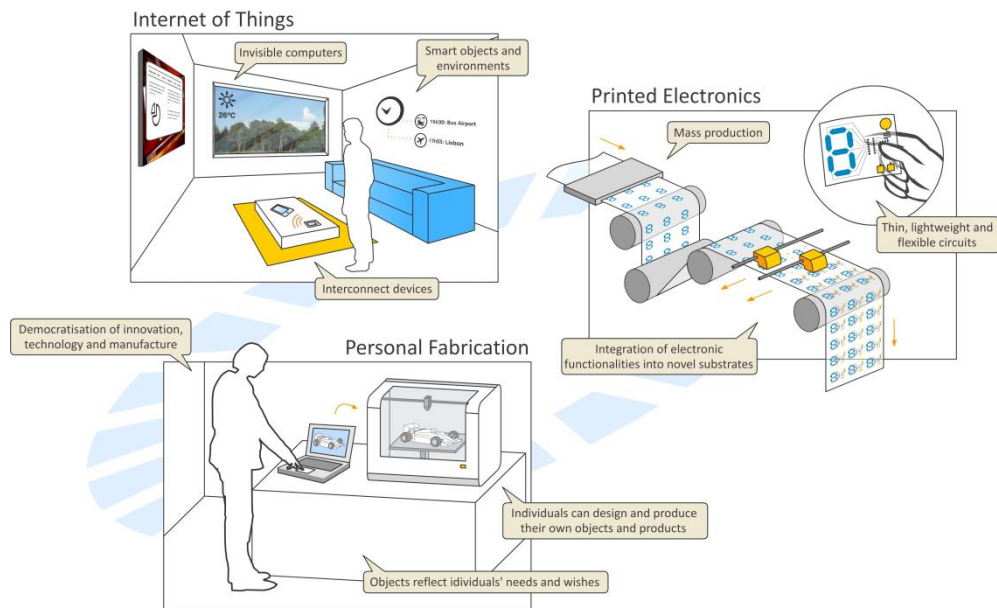 Internet of Things
Invisible computers
Smart objects and
environments
26°C
15h30: Bus Airport
17h55: Lisbon
Interconnect devices
Printed Electronics
Mass production
Thin, lightweight and
flexible circuits
Integration of electronic
functionalities into novel substrates
Democratisation of innovation,
technology and manufacture
Personal Fabrication
Individuals can design and produce
their own objects and products
Objects reflect idividuals' needs and wishes